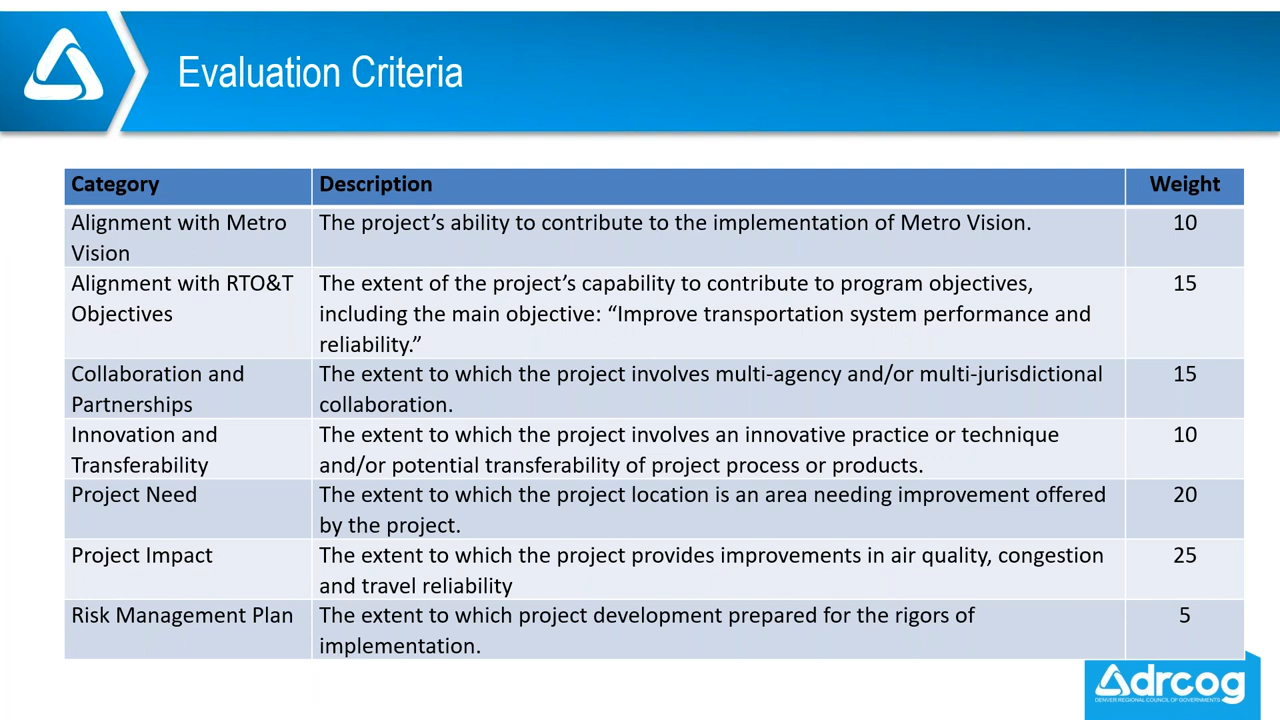 Evaluation Criteria
Category Description Weight
Alignment with Metro Vision The project's ability to contribute to the implementation of Metro Vision. 10
Alignment with RTO&T Objectives The extent of the project's capability to contribute to program objectives, including the main objective: “Improve transportation system performance and reliability.” 15
Collaboration and Partnerships The extent to which the project involves multi-agency and/or multi-jurisdictional collaboration. 15
Innovation and Transferability The extent to which the project involves an innovative practice or technique and/or potential transferability of project process or products. 10
Project Need The extent to which the project location is an area needing improvement offered by the project. 20
Project Impact The extent to which the project provides improvements in air quality, congestion and travel reliability 25
Risk Management Plan The extent to which project development prepared for the rigors of implementation. 5
drcog
DENVER REGIONAL COUNCIL OF GOVERNMENTS